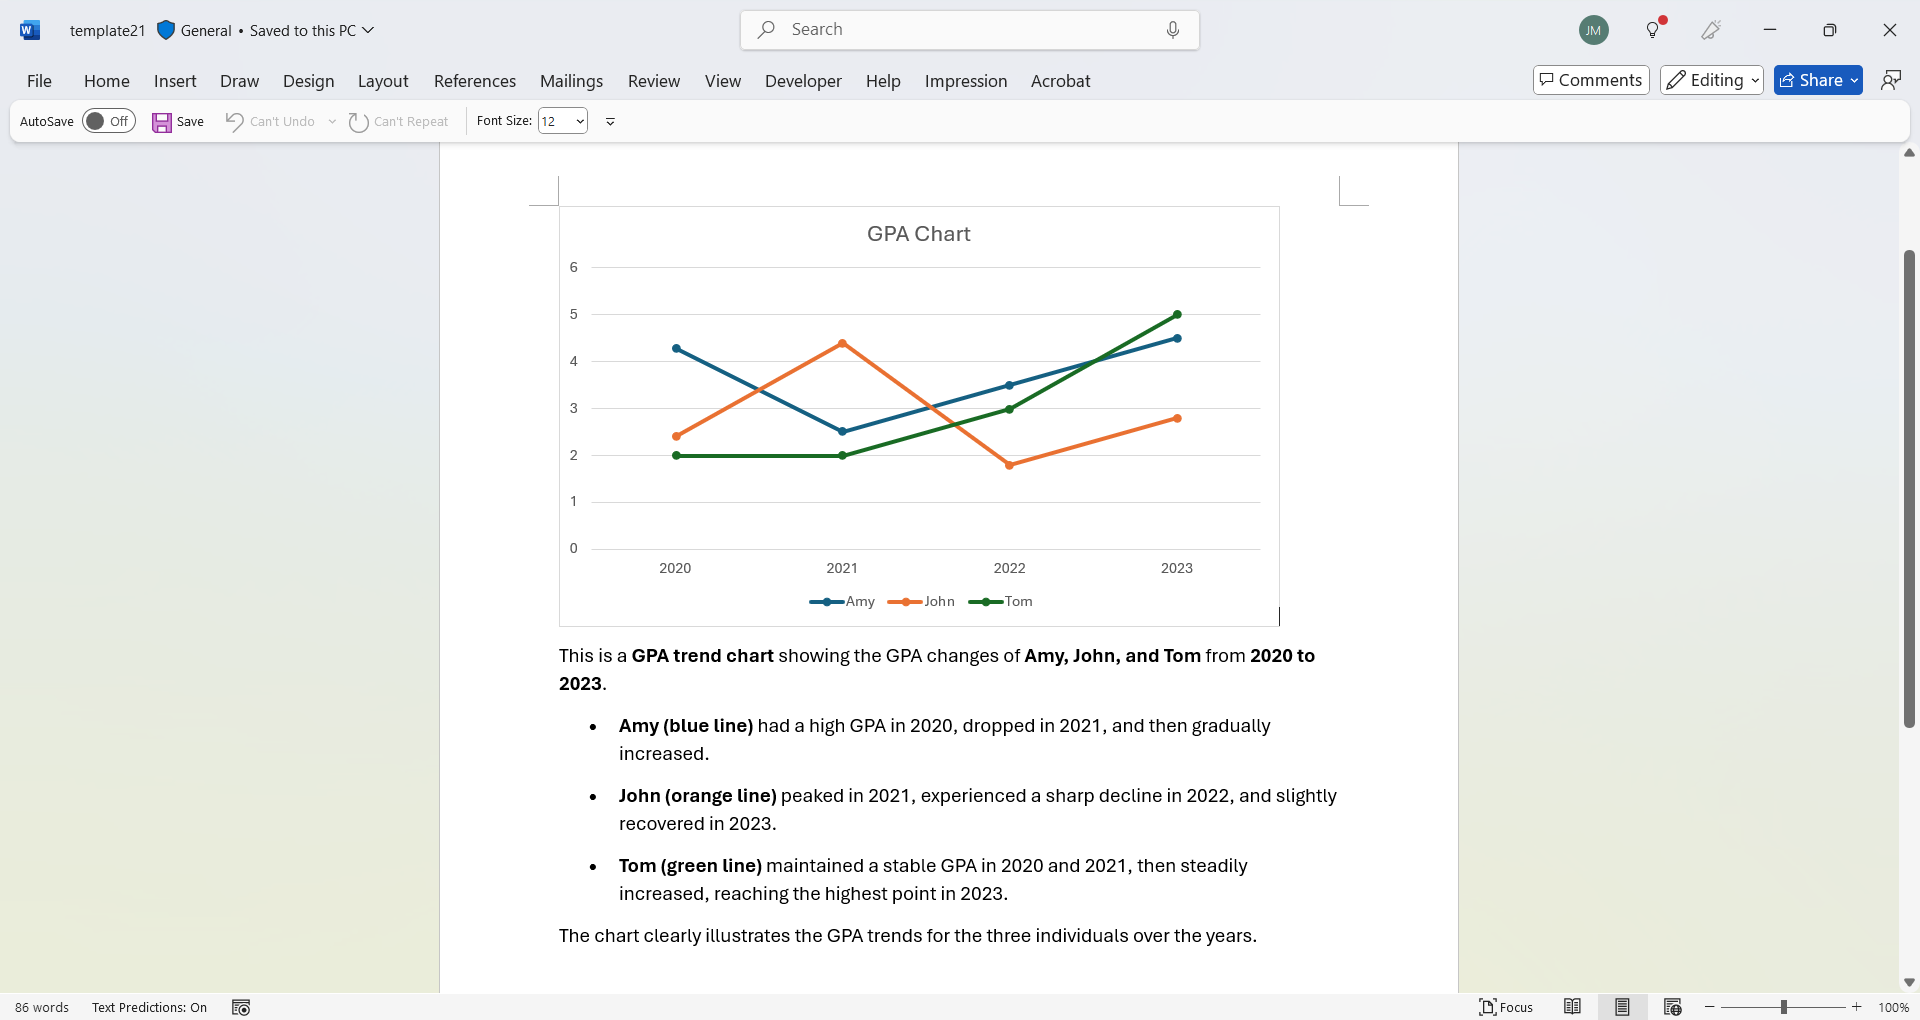 template21 General • Saved to this PC
Search
JM
File Home Insert Draw Design Layout References Mailings Review View Developer Help Impression Acrobat
Comments Editing Share
AutoSave Off Save Can't Undo Can't Repeat Font Size: 12
GPA Chart
6
5
4
3
2
1
0
2020 2021 2022 2023
Amy John Tom
This is a GPA trend chart showing the GPA changes of Amy, John, and Tom from 2020 to
2023.
• Amy (blue line) had a high GPA in 2020, dropped in 2021, and then gradually
increased.
• John (orange line) peaked in 2021, experienced a sharp decline in 2022, and slightly
recovered in 2023.
• Tom (green line) maintained a stable GPA in 2020 and 2021, then steadily
increased, reaching the highest point in 2023.
The chart clearly illustrates the GPA trends for the three individuals over the years.
86 words Text Predictions: On Focus 100%